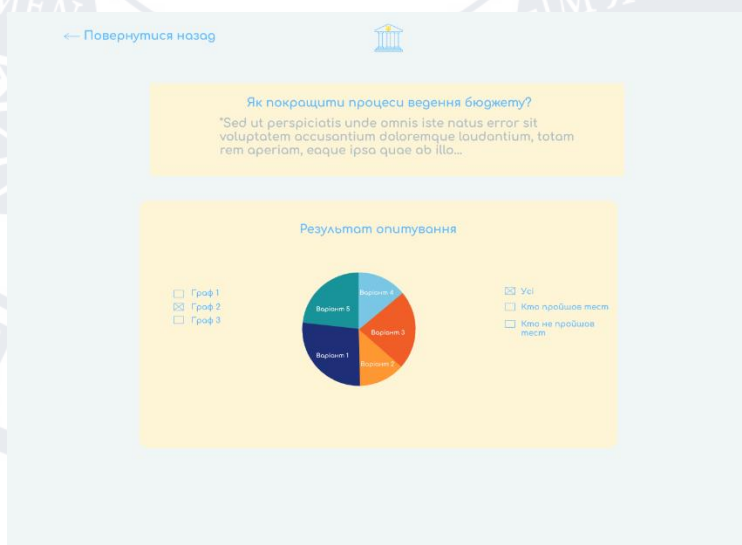 ← Повернутися назад
Як покращити процеси ведення бюджету?
"Sed ut perspiciatis unde omnis iste natus error sit
voluptatem accusantium doloremque laudantium, totam
rem aperiam, eaque ipsa quae ab illo...
Результат опитування
Граф 1
Граф 2
Граф 3
Варіант 4
Варіант 5
Варіант 3
Варіант 1
Варіант 2
Усі
Кто пройшов тест
Кто не пройшов
тест